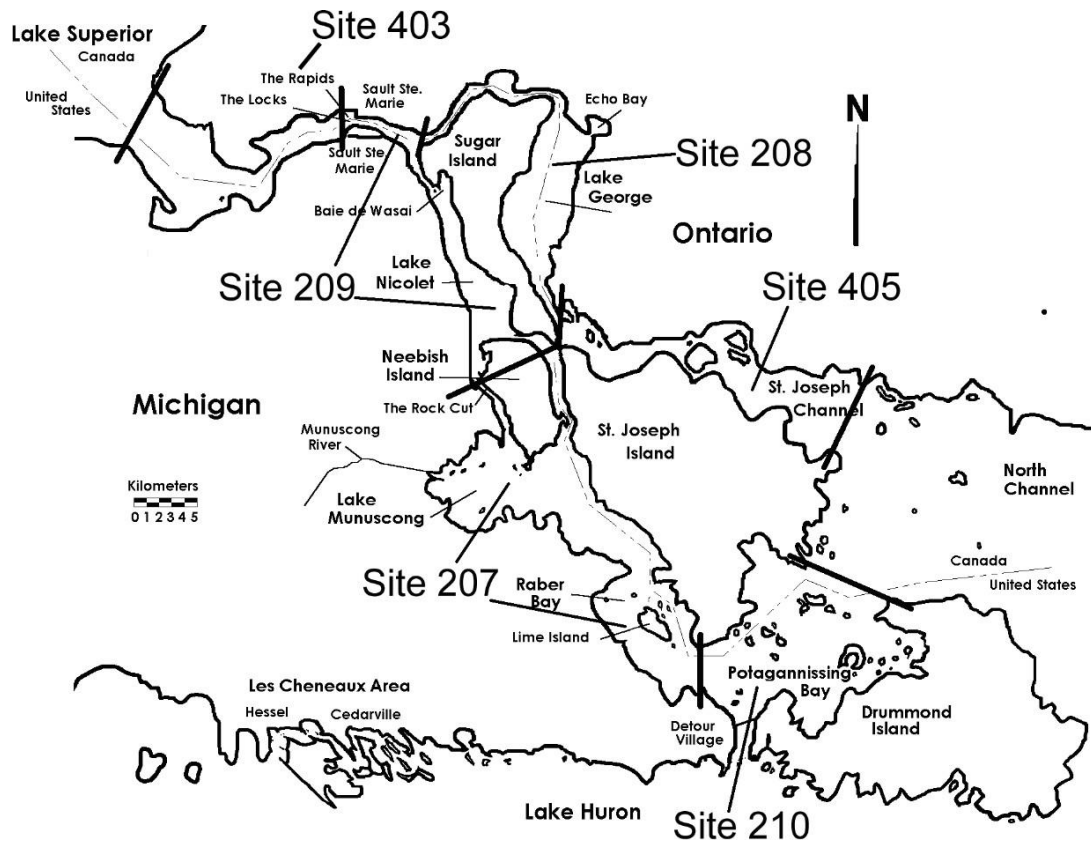 Lake Superior
Canada
United
States
Site 403
The Rapids
The Locks
Sault Ste.
Marie
Sault Ste.
Marie
Echo Bay
N
Sugar
Island
Site 208
Lake
George
Baie de Wasai
Ontario
Lake
Nicolet
Site 209
Site 405
Neebish
Island
St. Joseph
Channel
Michigan
The Rock Cut
St. Joseph
Island
Munuscong
River
North
Channel
Kilometers
0 1 2 3 4 5
Lake
Munuscong
Canada
United States
Site 207
Raber
Bay
Lime Island
Potagannissing
Bay
Les Cheneaux Area
Hessel
Cedarville
Detour
Village
Drummond
Island
Lake Huron
Site 210